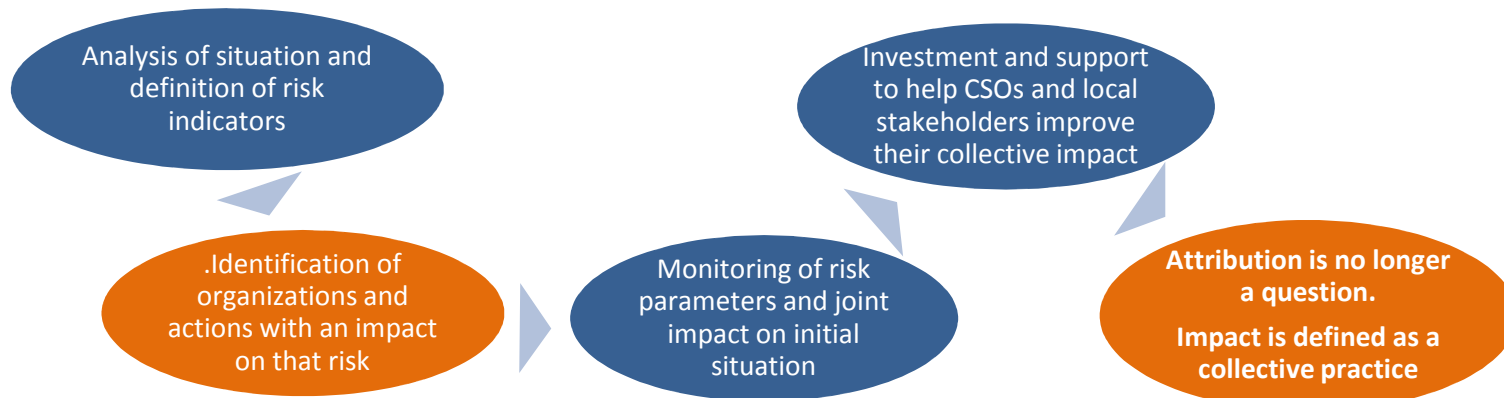 Analysis of situation and
definition of risk
indicators
.Identification of
organizations and
actions with an impact
on that risk
Monitoring of risk
parameters and joint
impact on initial
situation
Investment and support
to help CSOs and local
stakeholders improve
their collective impact
Attribution is no longer
a question.
Impact is defined as a
collective practice